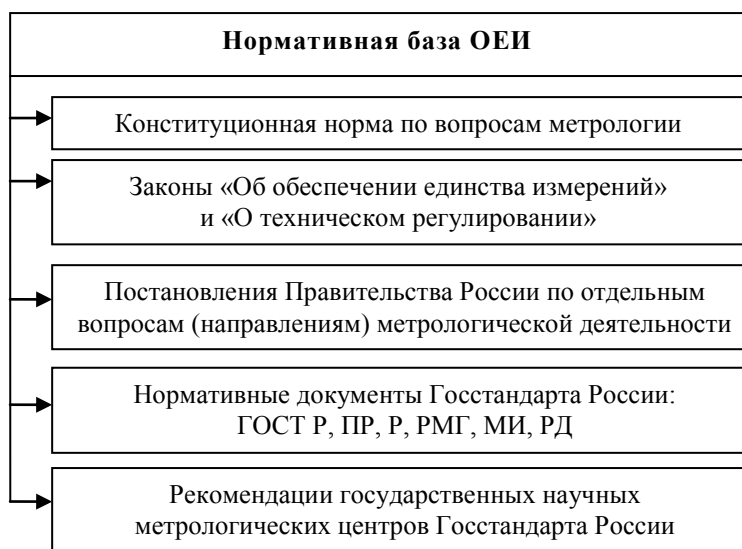 Нормативная база ОЕИ
Конституционная норма по вопросам метрологии
Законы «Об обеспечении единства измерений»
и «О техническом регулировании»
Постановления Правительства России по отдельным
вопросам (направлениям) метрологической деятельности
Нормативные документы Госстандарта России:
ГОСТ Р, ПР, Р, РМГ, МИ, РД
Рекомендации государственных научных
метрологических центров Госстандарта России